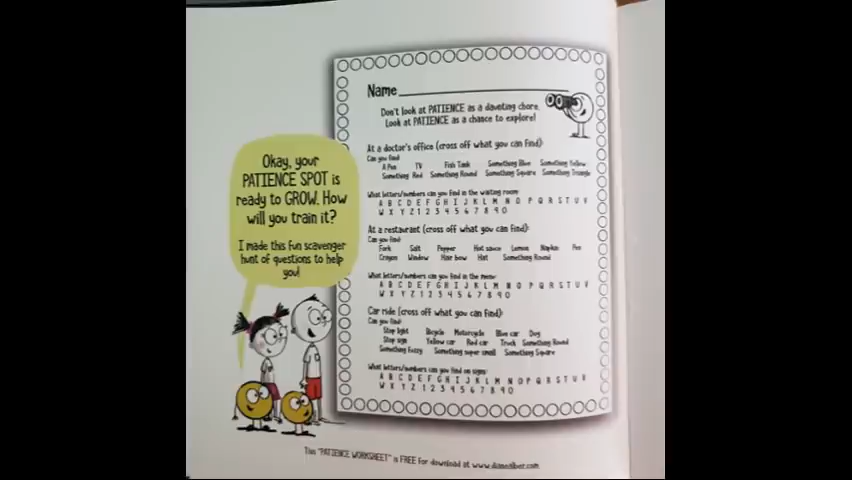 Okay, your
PATIENCE SPOT is
ready to GROW. How
will you train it?
I made this fun scavenger
hunt of questions to help
you!
Name
Don't look at PATIENCE as a daunting chore.
Look at PATIENCE as a chance to explore!
At a doctor's office (cross off what you can find):
Can you find:
A Pen TV Fish Tank Something Blue Something Yellow
Something Red Something Round Something Square Something Triangle
What letters/numbers can you find in the waiting room:
A B C D E F G H I J K L M N O P Q R S T U V
W X Y Z 1 2 3 4 5 6 7 8 9 0
At a restaurant (cross off what you can find):
Can you find:
Fork Salt Pepper Hot sauce Lemon Napkin Pen
Crayon Window Hair bow Hat Something Round
What letters/numbers can you find in the menu:
A B C D E F G H I J K L M N O P Q R S T U V
W X Y Z 1 2 3 4 5 6 7 8 9 0
Car ride (cross off what you can find):
Can you find:
Stop light Bicycle Motorcycle Blue car Dog
Stop sign Yellow car Red car Truck Something Round
Something Fuzzy Something super small Something Square
What letters/numbers can you find on signs:
A B C D E F G H I J K L M N O P Q R S T U V
W X Y Z 1 2 3 4 5 6 7 8 9 0
This "PATIENCE WORKSHEET" is FREE for download at www.dianealber.com